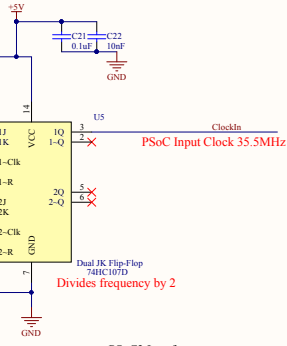 +5V
C21
0.1uF
C22
10nF
GND
14
U5
1J
1K
VCC
1Q
1~Q
3
2
ClockIn
PSoC Input Clock 35.5MHz
1~Clk
1~R
2J
2K
2Q
2~Q
5
6
2~Clk
2~R
GND
7
Dual JK Flip-Flop
74HC107D
Divides frequency by 2
GND